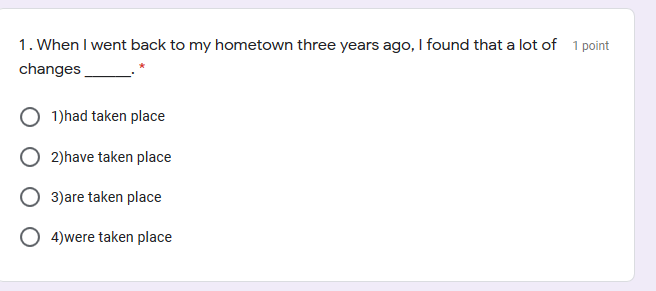 1. When I went back to my hometown three years ago, I found that a lot of 1 point
changes ______. *
1)had taken place
2)have taken place
3)are taken place
4)were taken place